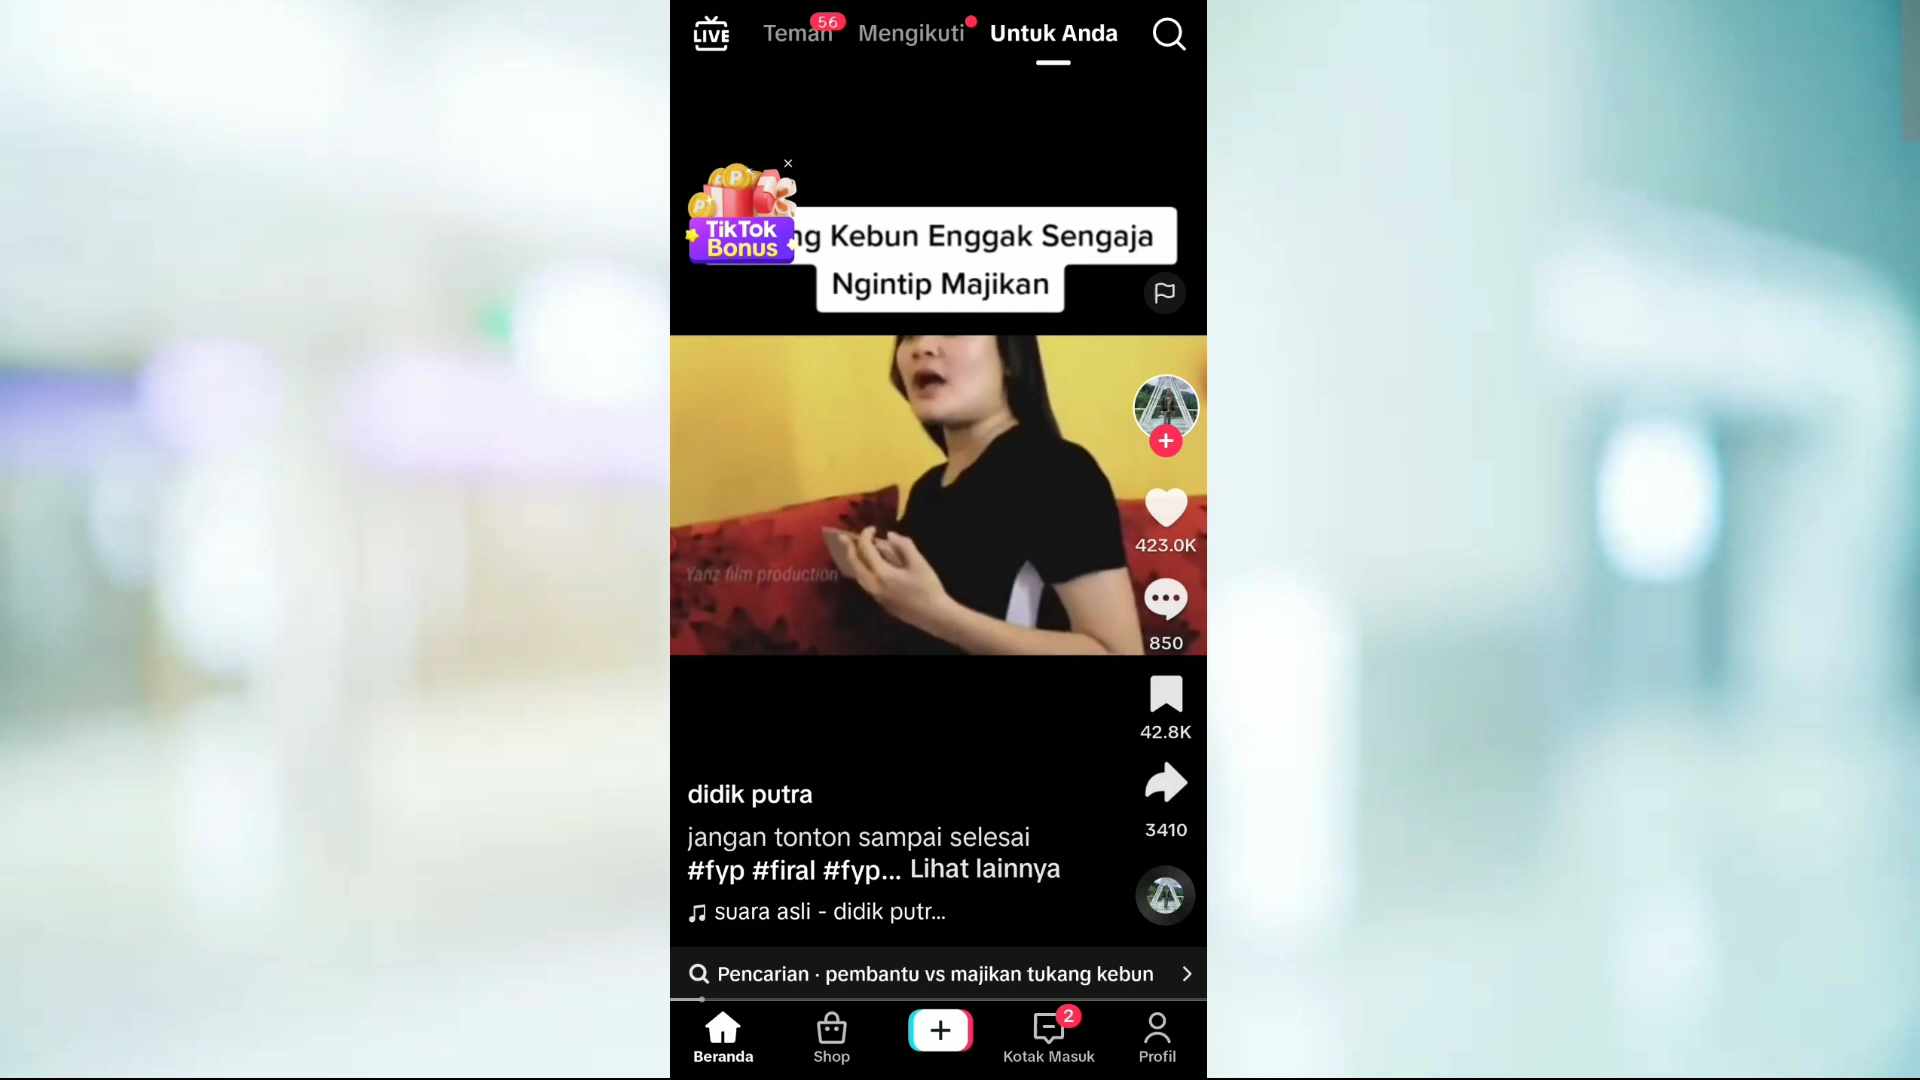 LIVE
Teman
56
Mengikuti
Untuk Anda
TikTok
Bonus
Kebun Enggak Sengaja
Ngintip Majikan
Yanz film production
423.0K
850
42.8K
3410
didik putra
jangan tonton sampai selesai
#fyp #firal #fyp... Lihat lainnya
suara asli - didik putr...
Pencarian · pembantu vs majikan tukang kebun
Beranda
Shop
2
Kotak Masuk
Profil